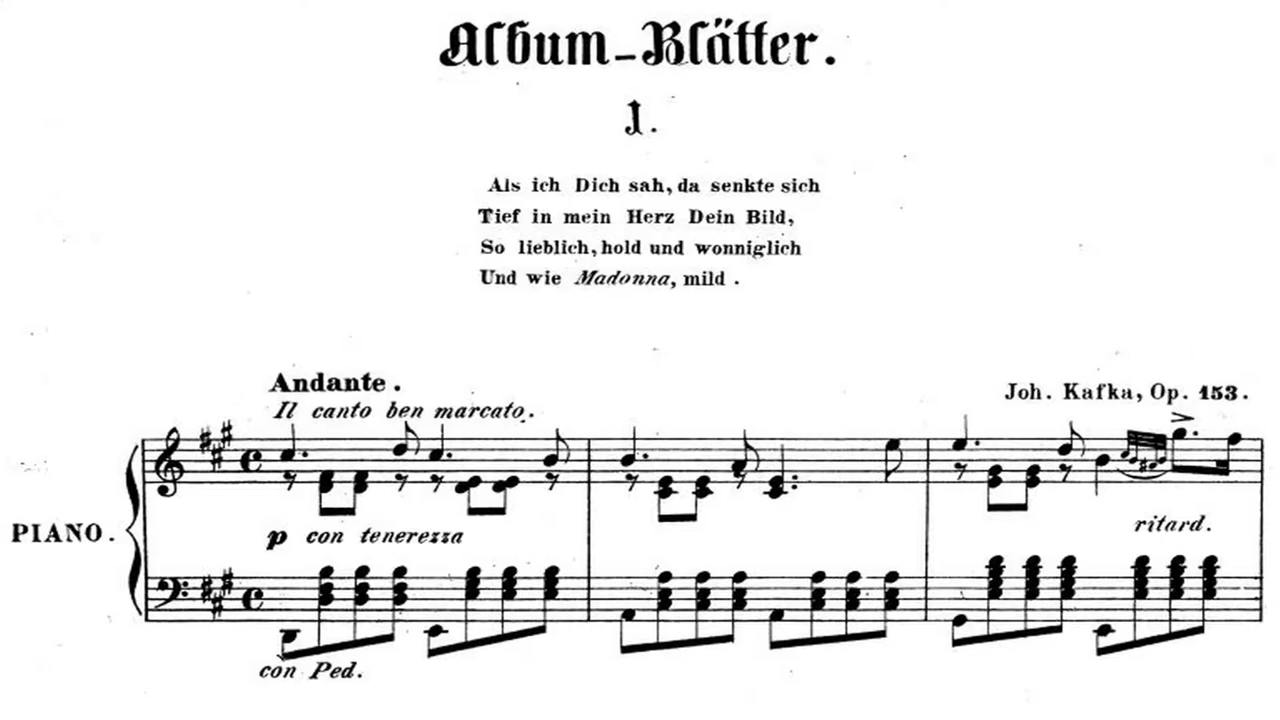 Album-Blätter.
1.
Als ich Dich sah, da senkte sich
Tief in mein Herz Dein Bild,
So lieblich, hold und wonniglich
Und wie Madonna, mild .
Andante .
Joh. Kafka, Op. 153.
Il canto ben marcato.
PIANO.
p con tenerezza
ritard.
con Ped.